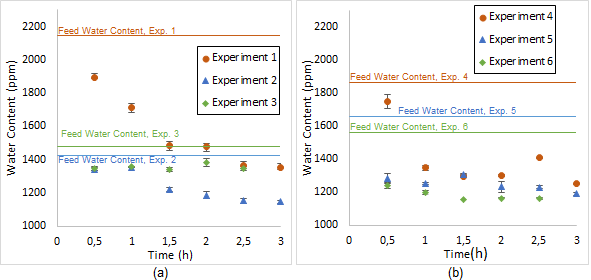 2200
2000
1800
1600
1400
1200
1000
Water Content (ppm)
Feed Water Content, Exp. 1
Experiment 1
Experiment 2
Experiment 3
Feed Water Content, Exp. 3
Feed Water Content, Exp. 2
0 0,5 1 1,5 2 2,5 3
Time (h)
(a)
2200
2000
1800
1600
1400
1200
1000
Water Content (ppm)
Experiment 4
Experiment 5
Experiment 6
Feed Water Content, Exp. 4
Feed Water Content, Exp. 5
Feed Water Content, Exp. 6
0 0,5 1 1,5 2 2,5 3
Time(h)
(b)